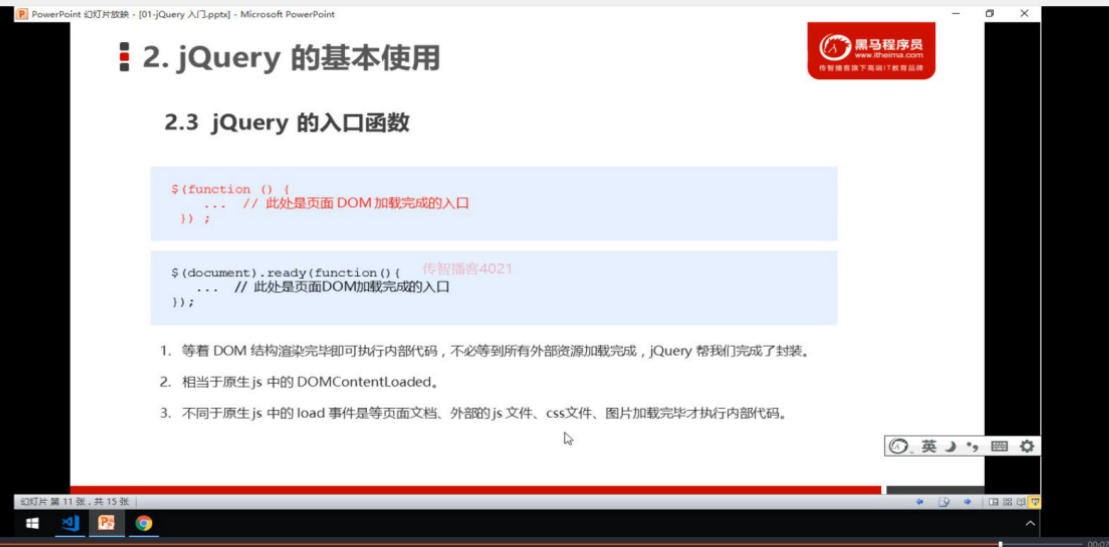 PowerPoint 幻灯片放映 - [01-jQuery 入门.pptx] - Microsoft PowerPoint
2. jQuery 的基本使用
黑马程序员
www.itheima.com
传智播客旗下高端IT教育品牌
2.3 jQuery 的入口函数
$(function () {
... // 此处是页面 DOM 加载完成的入口
}) ;
$(document).ready(function(){
传智播客4021
... // 此处是页面DOM加载完成的入口
});
1. 等着 DOM 结构渲染完毕即可执行内部代码，不必等到所有外部资源加载完成，jQuery 帮我们完成了封装。
2. 相当于原生 js 中的 DOMContentLoaded。
3. 不同于原生 js 中的 load 事件是等页面文档、外部的 js 文件、css文件、图片加载完毕才执行内部代码。
英
幻灯片 第 11 张，共 15 张